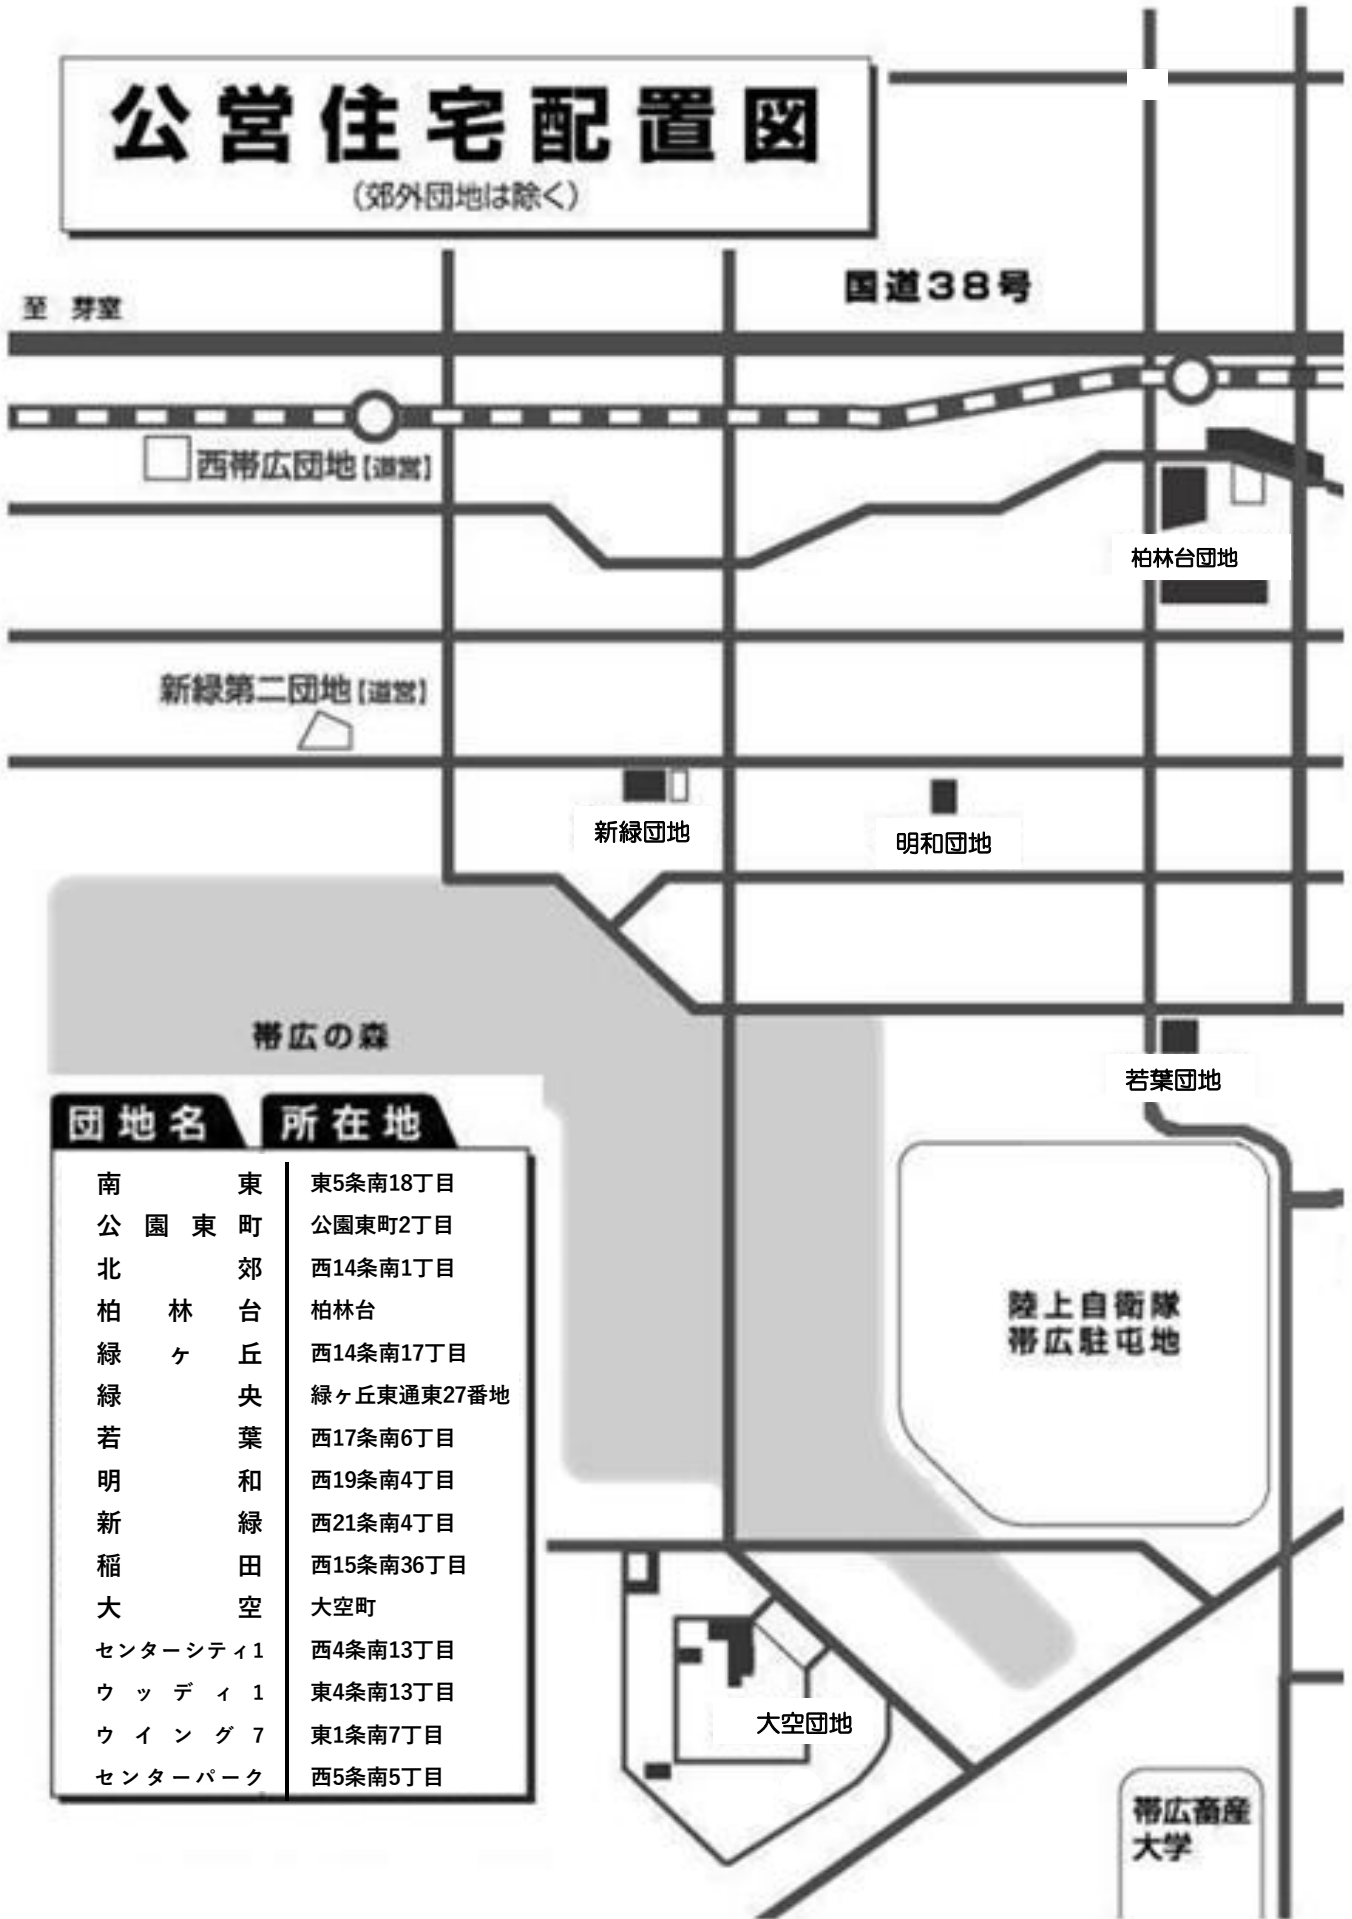 公営住宅配置図
（郊外団地は除く）
国道38号
至　芽室
西帯広団地【道営】
柏林台団地
新緑第二団地【道営】
新緑団地
明和団地
帯広の森
若葉団地
団地名　所在地
南東　東5条南18丁目
公園東町　公園東町2丁目
北郊　西14条南1丁目
柏林台　柏林台
緑ヶ丘　西14条南17丁目
緑央　緑ヶ丘東通東27番地
若葉　西17条南6丁目
明和　西19条南4丁目
新緑　西21条南4丁目
稲田　西15条南36丁目
大空　大空町
センターシティ1　西4条南13丁目
ウッディ1　東4条南13丁目
ウイング7　東1条南7丁目
センターパーク　西5条南5丁目
陸上自衛隊
帯広駐屯地
大空団地
帯広畜産
大学